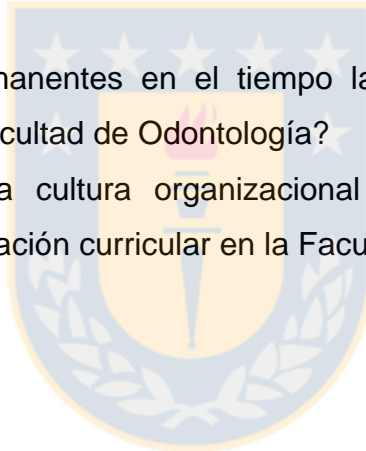 manentes en el tiempo la
cultad de Odontología?
a cultura organizacional
ación curricular en la Facu